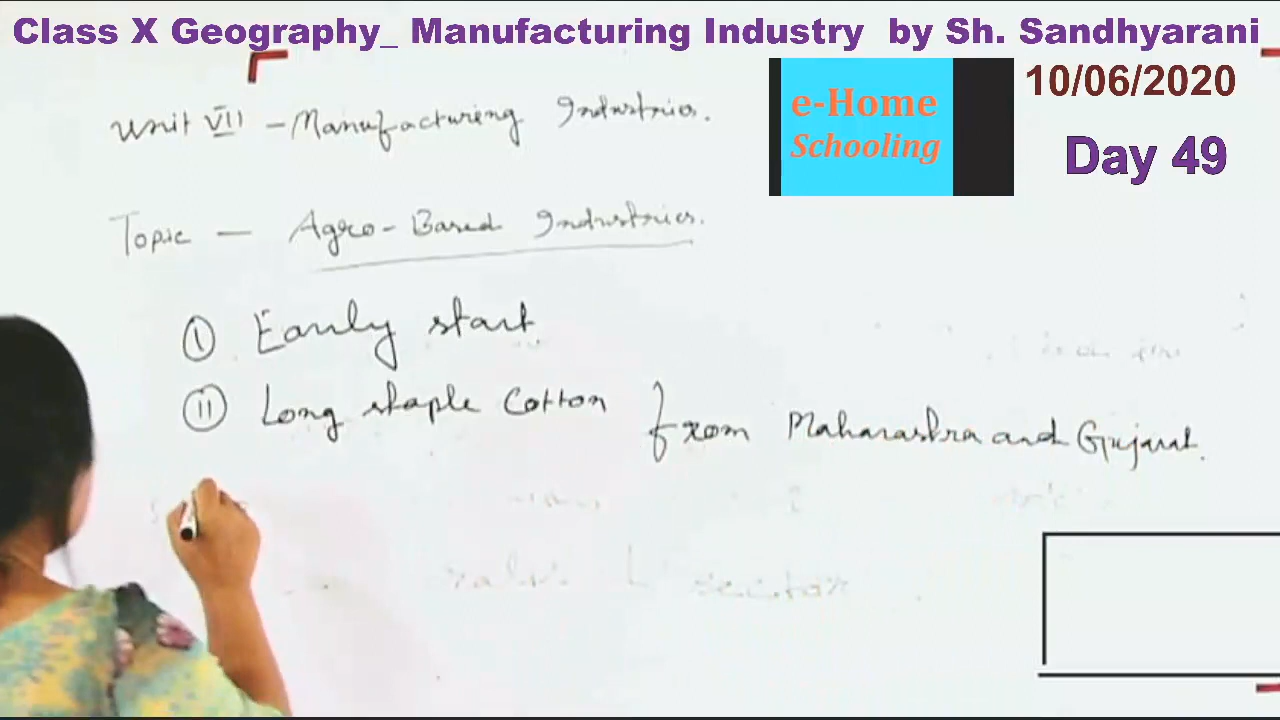 Class X Geography_ Manufacturing Industry by Sh. Sandhyarani
10/06/2020
e-Home
Schooling
Day 49
Unit VII - Manufacturing Industries.
Topic - Agro-Based Industries.
(I) Early start
(II) Long staple Cotton from Maharashtra and Gujarat.
sector